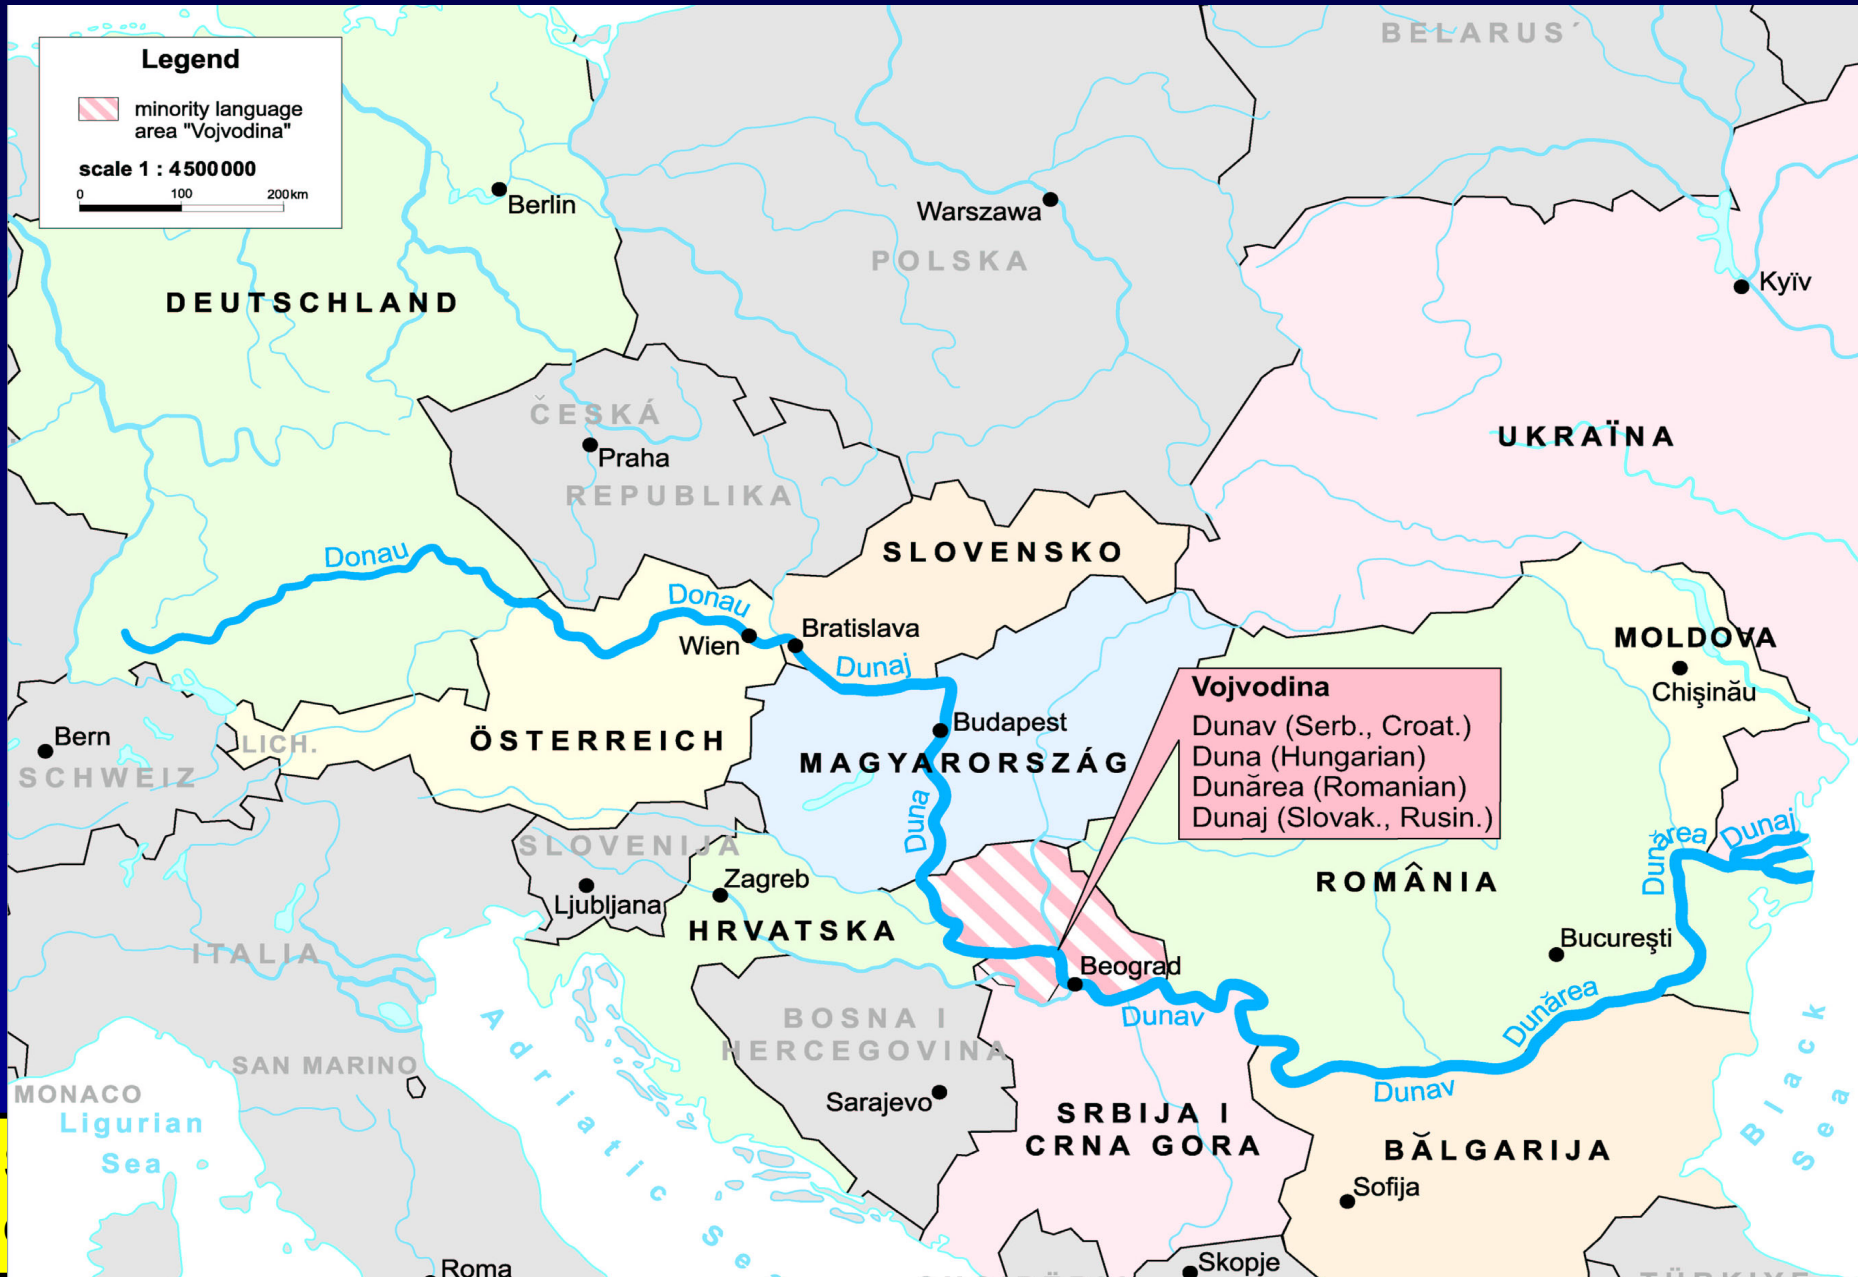 Legend
minority language
area "Vojvodina"
scale 1 : 4500000
0 100 200km
BELARUS´
Berlin
Warszawa
POLSKA
Kyïv
DEUTSCHLAND
ČESKÁ
Praha
REPUBLIKA
UKRAÏNA
Donau
SLOVENSKO
Donau
Wien
Bratislava
Dunaj
MOLDOVA
Chişinău
Vojvodina
Dunav (Serb., Croat.)
Duna (Hungarian)
Dunărea (Romanian)
Dunaj (Slovak., Rusin.)
Bern
SCHWEIZ
LICH.
ÖSTERREICH
Budapest
MAGYARORSZÁG
Duna
SLOVENIJA
Ljubljana
Zagreb
HRVATSKA
ITALIA
ROMÂNIA
Dunărea
Dunaj
Bucureşti
Beograd
Dunav
Dunărea
BOSNA I
HERCEGOVINA
Sarajevo
SAN MARINO
MONACO
Ligurian
Sea
Adriatic Se
Dunav
SRBIJA I
CRNA GORA
BĂLGARIJA
Sofija
Black
Sea
Roma
Skopje